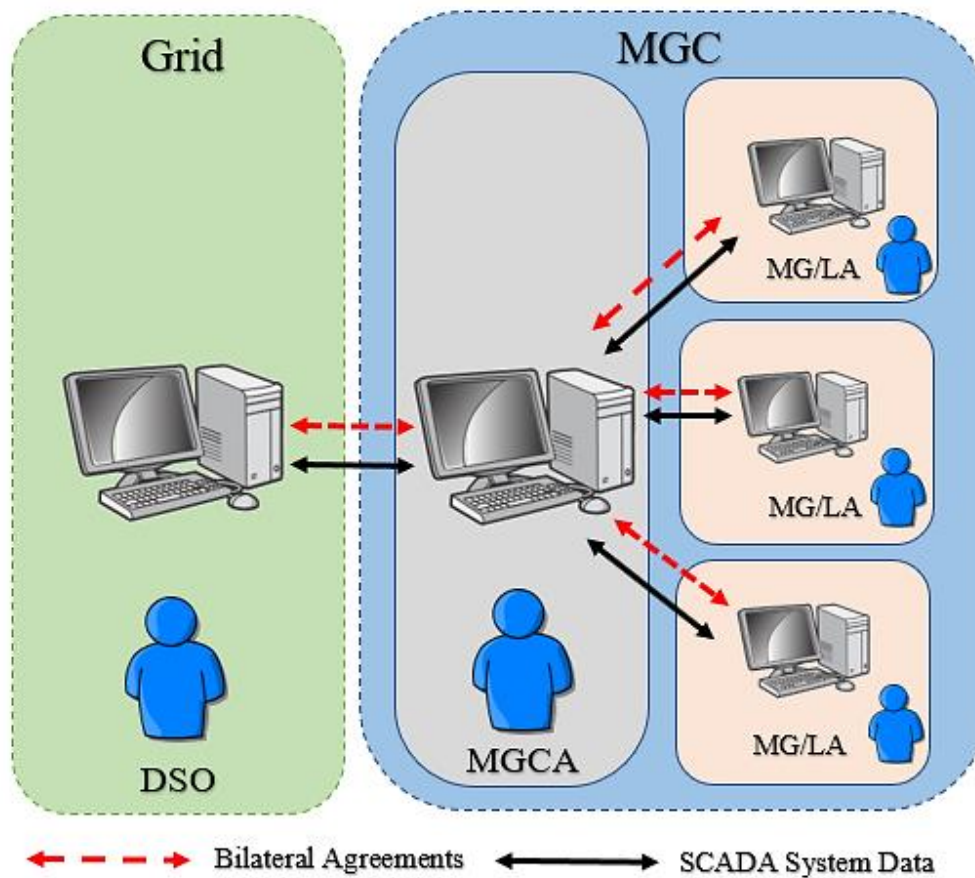 Grid
MGC
MG/LA
MG/LA
MG/LA
DSO
MGCA
Bilateral Agreements
SCADA System Data